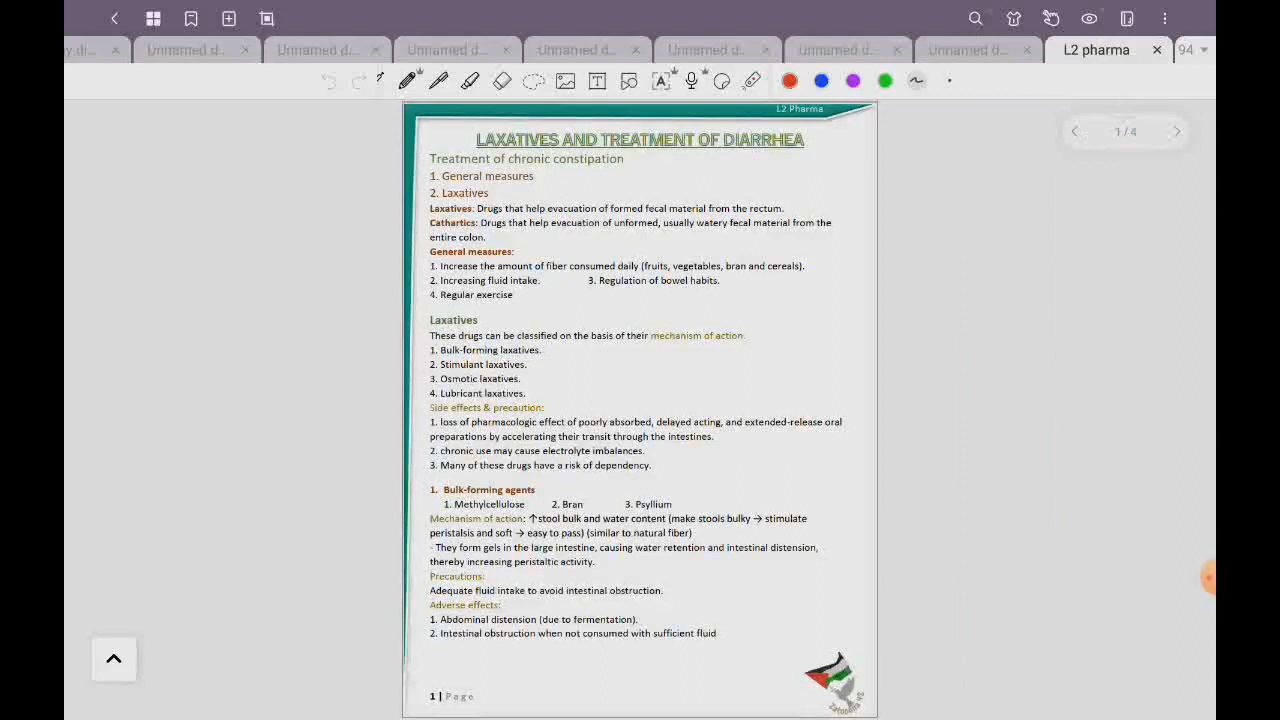 y di...
Unnamed d...
Unnamed d...
Unnamed d...
Unnamed d...
Unnamed d...
Unnamed d...
Unnamed d...
L2 pharma
94
1/4
L2 Pharma
LAXATIVES AND TREATMENT OF DIARRHEA
Treatment of chronic constipation
1. General measures
2. Laxatives
Laxatives: Drugs that help evacuation of formed fecal material from the rectum.
Cathartics: Drugs that help evacuation of unformed, usually watery fecal material from the
entire colon.
General measures:
1. Increase the amount of fiber consumed daily (fruits, vegetables, bran and cereals).
2. Increasing fluid intake. 3. Regulation of bowel habits.
4. Regular exercise
Laxatives
These drugs can be classified on the basis of their mechanism of action.
1. Bulk-forming laxatives.
2. Stimulant laxatives.
3. Osmotic laxatives.
4. Lubricant laxatives.
Side effects & precaution:
1. loss of pharmacologic effect of poorly absorbed, delayed acting, and extended-release oral
preparations by accelerating their transit through the intestines.
2. chronic use may cause electrolyte imbalances.
3. Many of these drugs have a risk of dependency.
1. Bulk-forming agents
1. Methylcellulose 2. Bran 3. Psyllium
Mechanism of action: ↑stool bulk and water content (make stools bulky → stimulate
peristalsis and soft → easy to pass) (similar to natural fiber)
- They form gels in the large intestine, causing water retention and intestinal distension,
thereby increasing peristaltic activity.
Precautions:
Adequate fluid intake to avoid intestinal obstruction.
Adverse effects:
1. Abdominal distension (due to fermentation).
2. Intestinal obstruction when not consumed with sufficient fluid
1 | Page